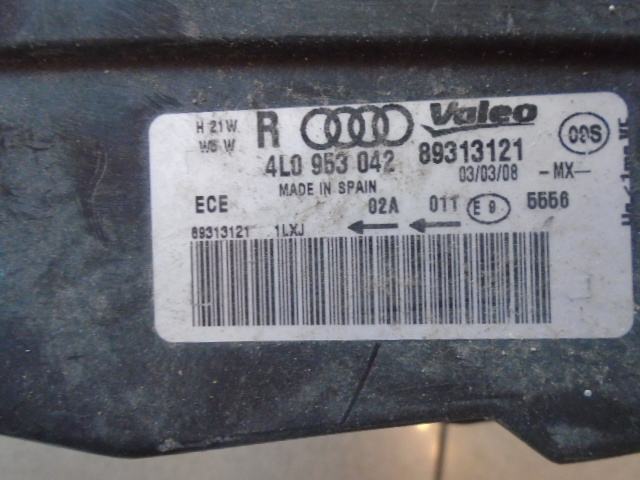 H 21W R Valeo 09S
W5 W 4L0 953 042 89313121
MADE IN SPAIN 03/03/08 -MX-
ECE 02A 011 E 9 5556
89313121 1LXJ